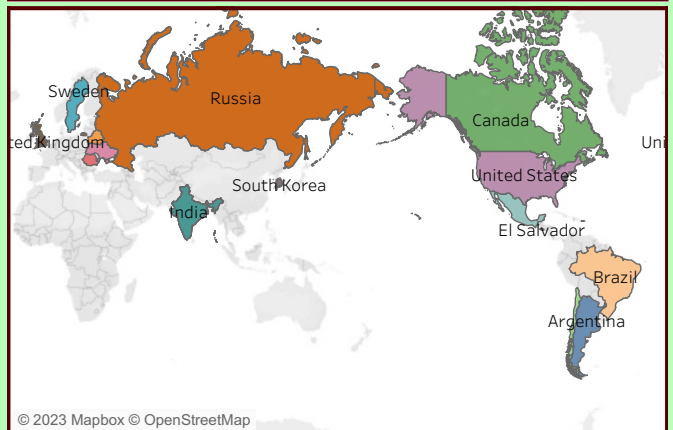 Sweden
Russia
Canada
ted Kingdom
Uni
United States
South Korea
India
El Salvador
Brazil
Argentina
© 2023 Mapbox © OpenStreetMap